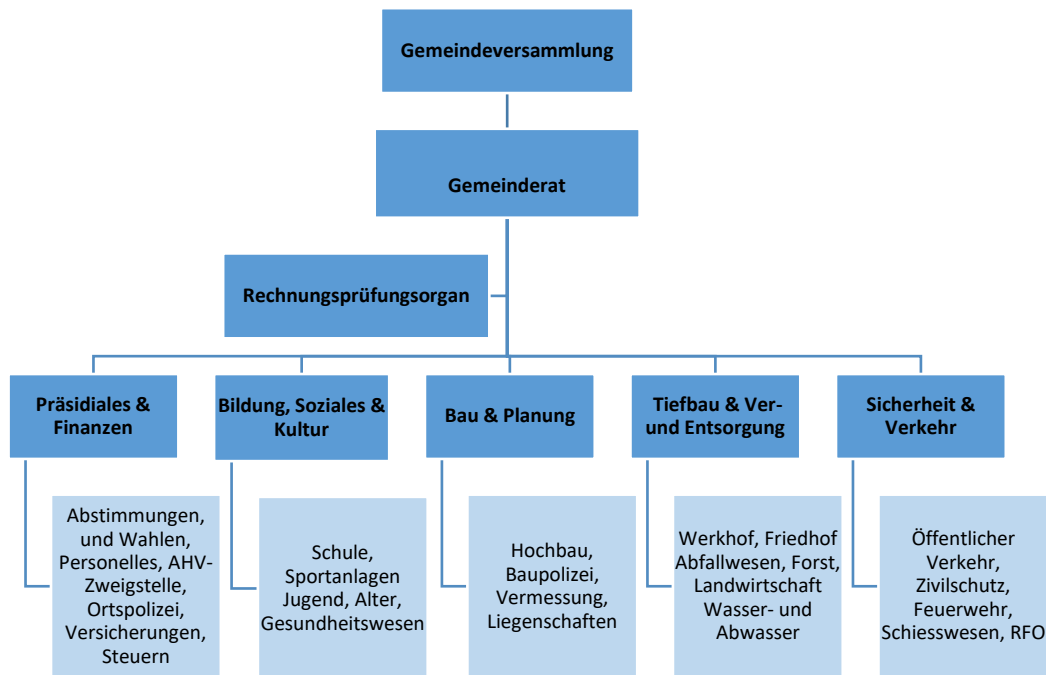 Gemeindeversammlung
Gemeinderat
Rechnungsprüfungsorgan
Präsidiales &
Finanzen
Bildung, Soziales &
Kultur
Bau & Planung
Tiefbau & Ver-
und Entsorgung
Sicherheit &
Verkehr
Abstimmungen,
und Wahlen,
Personelles, AHV-
Zweigstelle,
Ortspolizei,
Versicherungen,
Steuern
Schule,
Sportanlagen
Jugend, Alter,
Gesundheitswesen
Hochbau,
Baupolizei,
Vermessung,
Liegenschaften
Werkhof, Friedhof
Abfallwesen, Forst,
Landwirtschaft
Wasser- und
Abwasser
Öffentlicher
Verkehr,
Zivilschutz,
Feuerwehr,
Schiesswesen, RFO